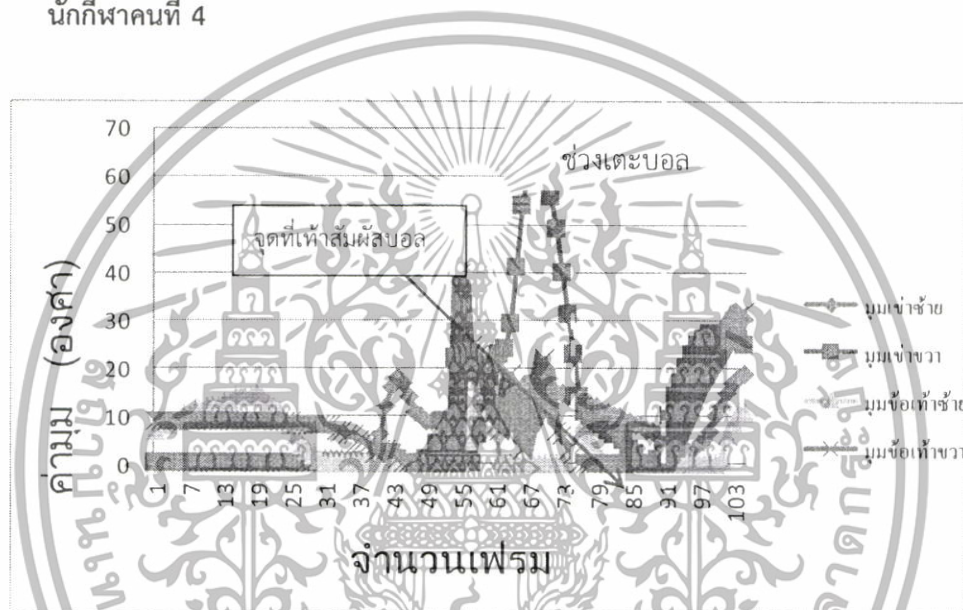 นักกีฬาคนที่ 4
70
60
50
40
30
20
10
0
ช่วงเตะบอล
จุดที่เท้าสัมผัสบอล
ค่ามุม (องศา)
1 7 13 19 25 31 37 43 49 55 61 67 73 79 85 91 97 103
จำนวนเฟรม
มุมเข่าซ้าย
มุมเข่าขวา
มุมข้อเท้าซ้าย
มุมข้อเท้าขวา